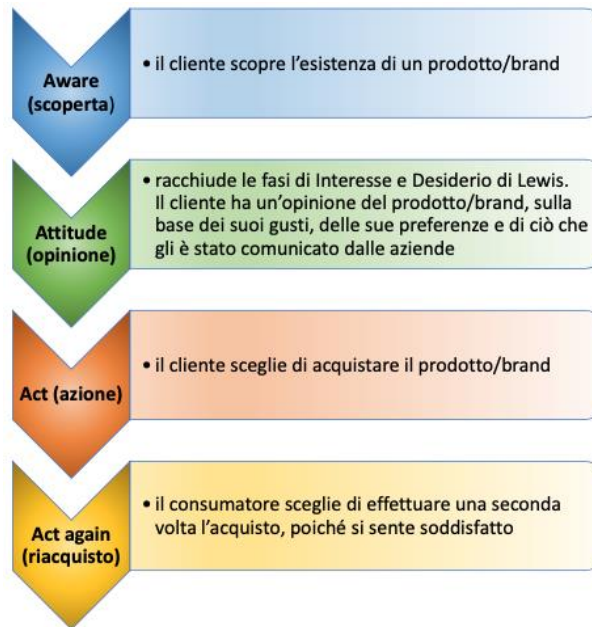 Aware
(scoperta)
• il cliente scopre l'esistenza di un prodotto/brand
Attitude
(opinione)
• racchiude le fasi di Interesse e Desiderio di Lewis.
Il cliente ha un'opinione del prodotto/brand, sulla
base dei suoi gusti, delle sue preferenze e di ciò che
gli è stato comunicato dalle aziende
Act (azione)
• il cliente sceglie di acquistare il prodotto/brand
Act again
(riacquisto)
• il consumatore sceglie di effettuare una seconda
volta l'acquisto, poiché si sente soddisfatto